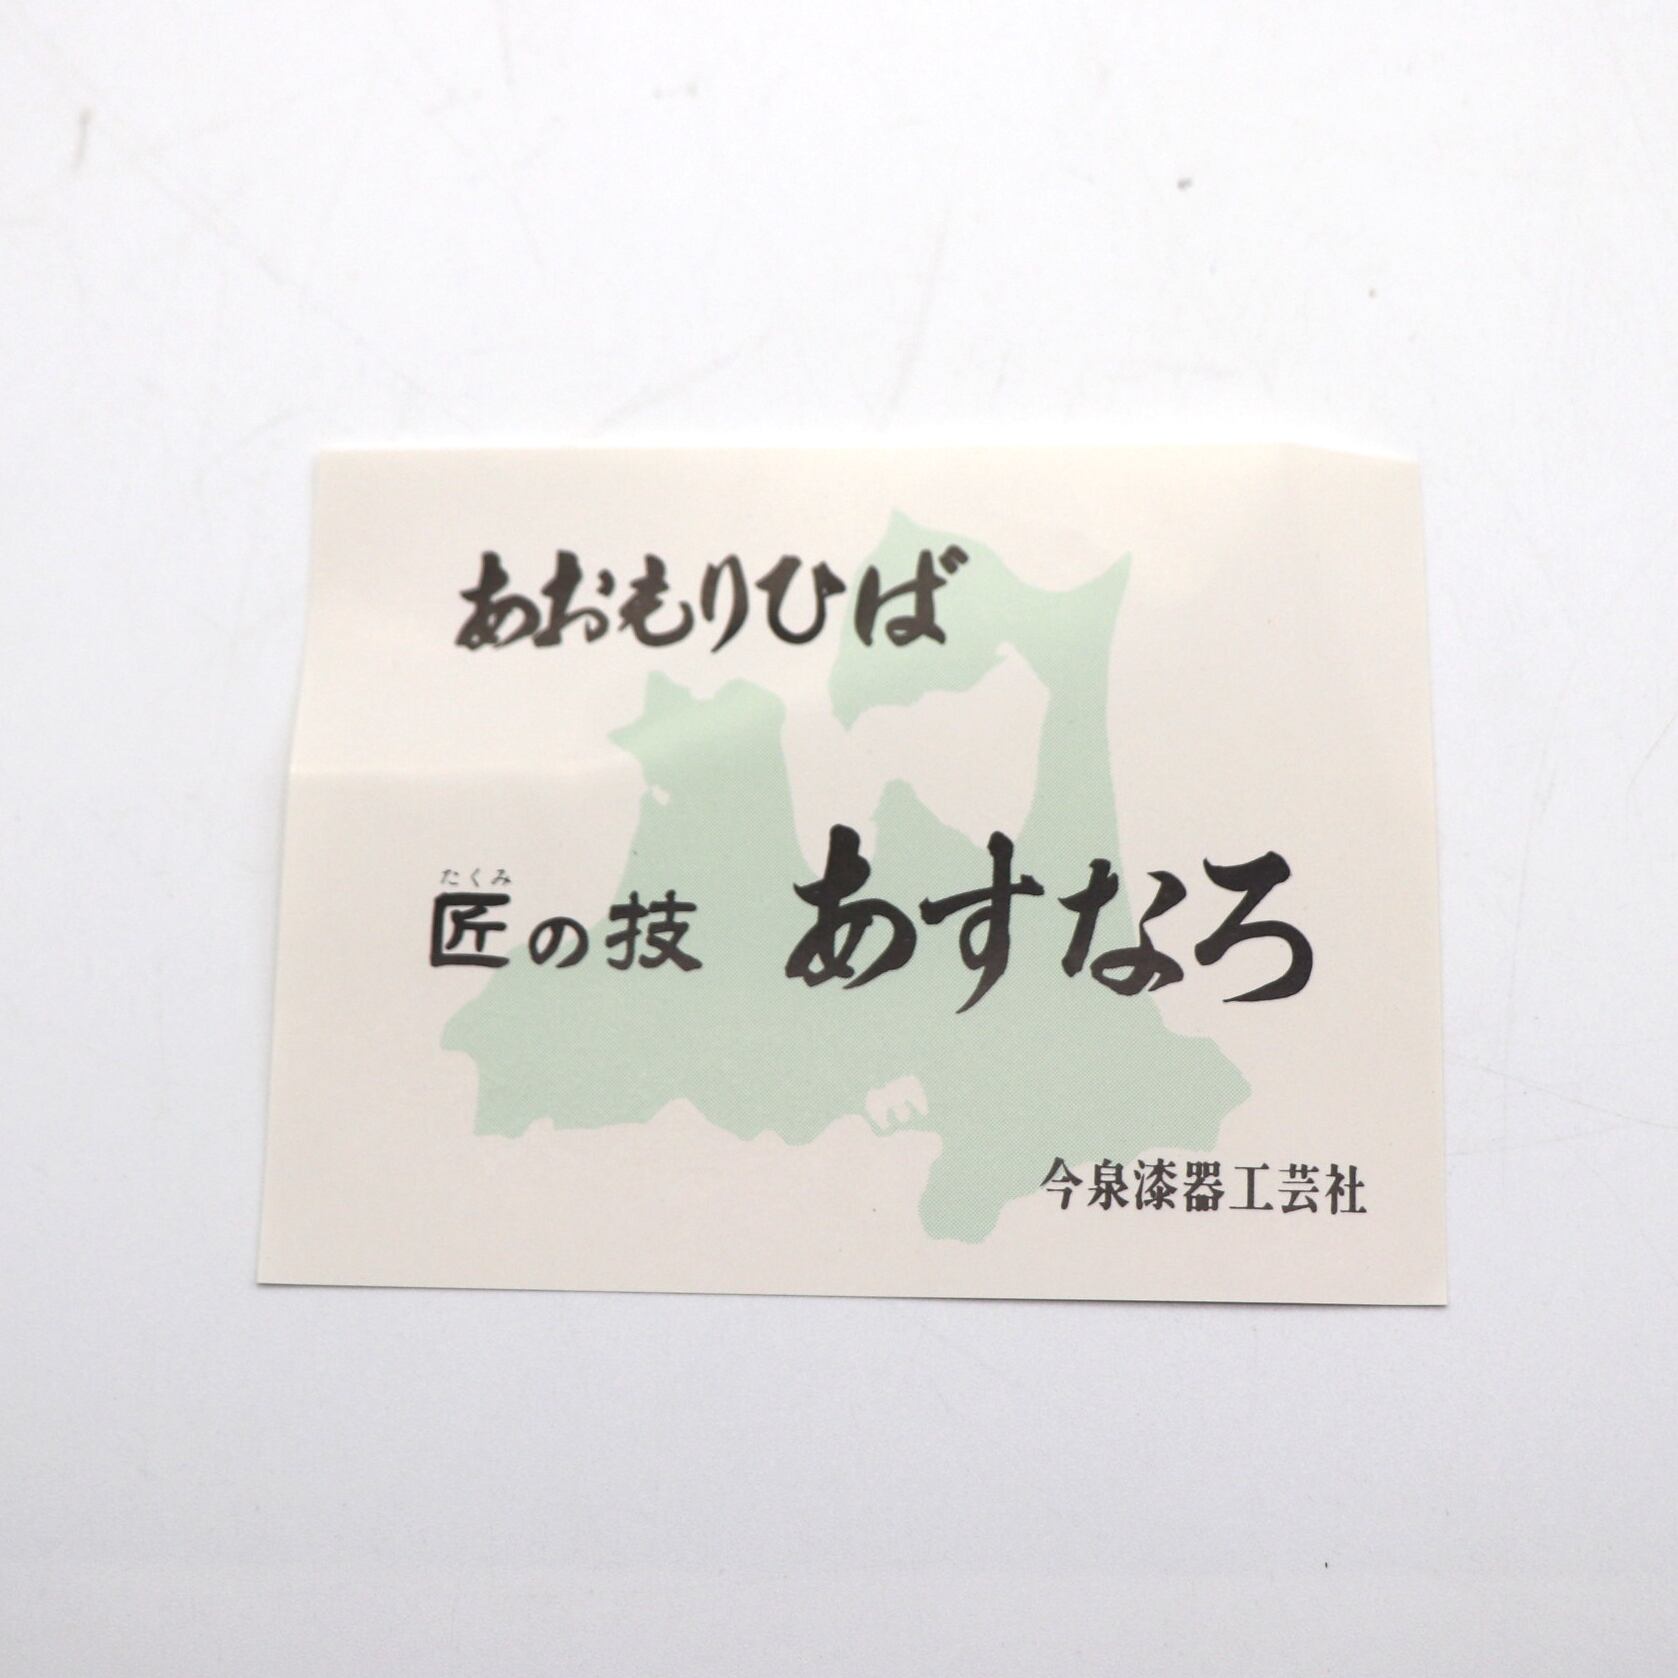 あおもりひば
たくみ
匠の技 あすなろ
今泉漆器工芸社